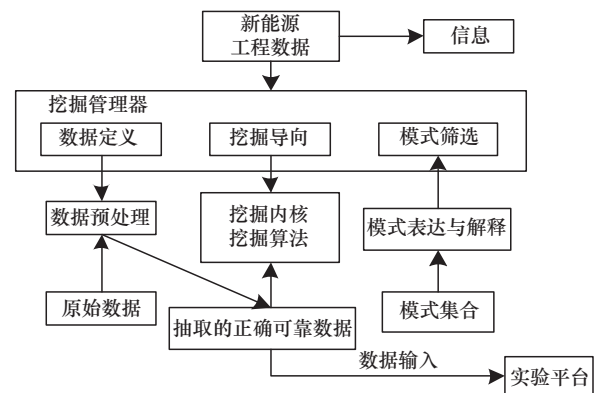 新能源
工程数据
信息
挖掘管理器
数据定义
挖掘导向
模式筛选
数据预处理
挖掘内核
挖掘算法
模式表达与解释
原始数据
抽取的正确可靠数据
模式集合
数据输入
实验平台